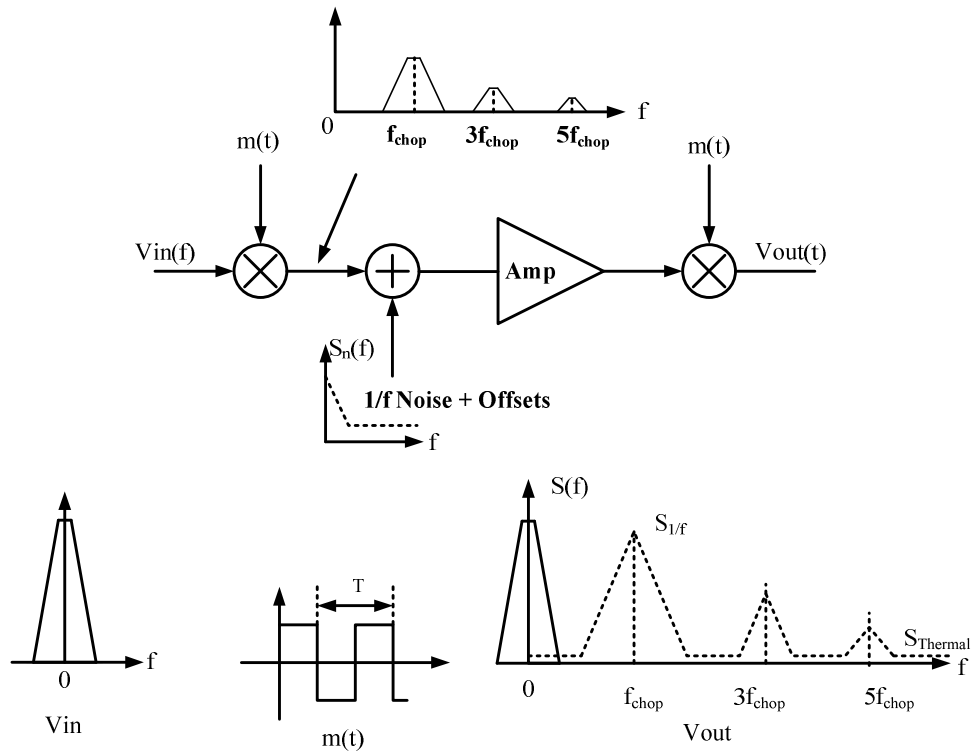 f
0
fchop 3fchop 5fchop
m(t)
m(t)
Vin(f)
Amp
Vout(t)
Sn(f)
1/f Noise + Offsets
f
S(f)
S1/f
T
SThermal
f
f
0
0
fchop
3fchop
5fchop
Vin
m(t)
Vout